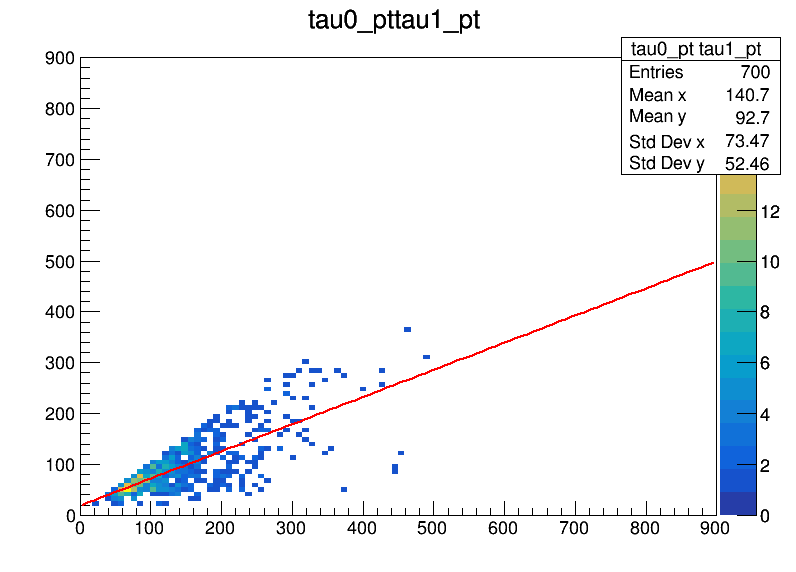 tau0_pttau1_pt
tau0_pt tau1_pt
Entries 700
Mean x 140.7
Mean y 92.7
Std Dev x 73.47
Std Dev y 52.46
900
800
700
600
500
400
300
200
100
0
0 100 200 300 400 500 600 700 800 900
12
10
8
6
4
2
0